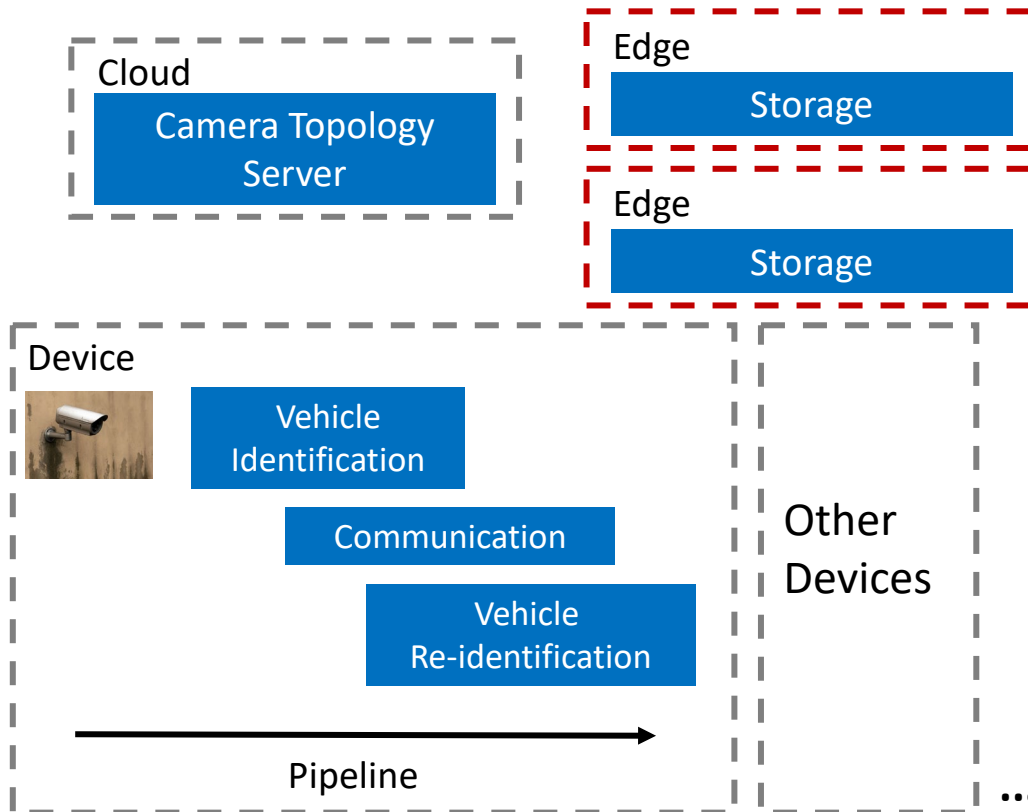 Cloud
Camera Topology
Server
Edge
Storage
Edge
Storage
Device
Vehicle
Identification
Communication
Vehicle
Re-identification
Pipeline
Other
Devices
...